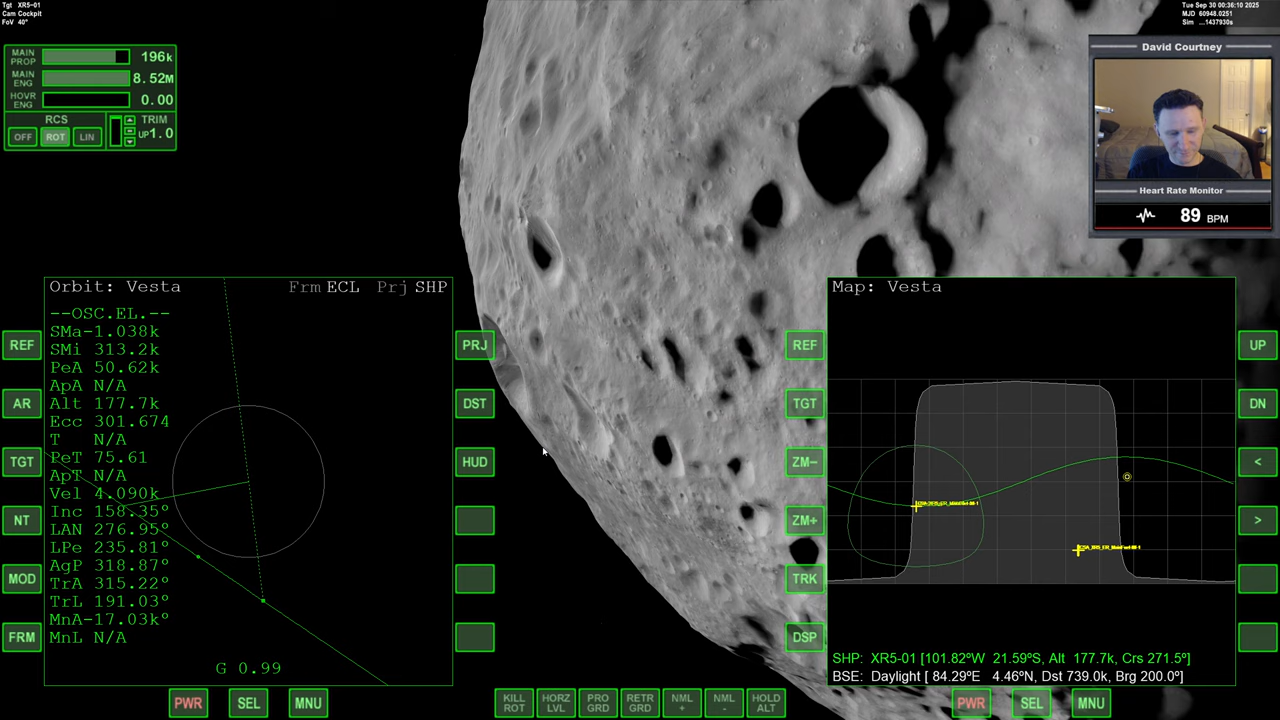 Tgt XR5-01
Cam Cockpit
FoV 40°
Tue Sep 30 00:36:10 2025
MJD 60948.0251
Sim ...1437930s
MAIN PROP 196k
MAIN ENG 8.52M
HOVR ENG 0.00
RCS
TRIM
OFF ROT LIN
UP 1.0
David Courtney
Heart Rate Monitor
89 BPM
Orbit: Vesta Frm ECL Prj SHP
--OSC.EL.--
SMa-1.038k
SMi 313.2k
PeA 50.62k
ApA N/A
Alt 177.7k
Ecc 301.674
T N/A
PeT 75.61
ApT N/A
Vel 4.090k
Inc 158.35°
LAN 276.95°
LPe 235.81°
AgP 318.87°
TrA 315.22°
TrL 191.03°
MnA-17.03k°
MnL N/A
G 0.99
REF
AR
TGT
NT
MOD
FRM
PRJ
DST
HUD
PWR SEL MNU
KILL ROT
HORZ LVL
PRO GRD
RETR GRD
NML +
NML -
HOLD ALT
Map: Vesta
REF
TGT
ZM-
ZM+
TRK
DSP
UP
DN
<
>
SHP: XR5-01 [101.82°W 21.59°S, Alt 177.7k, Crs 271.5°]
BSE: Daylight [ 84.29°E 4.46°N, Dst 739.0k, Brg 200.0°]
PWR SEL MNU